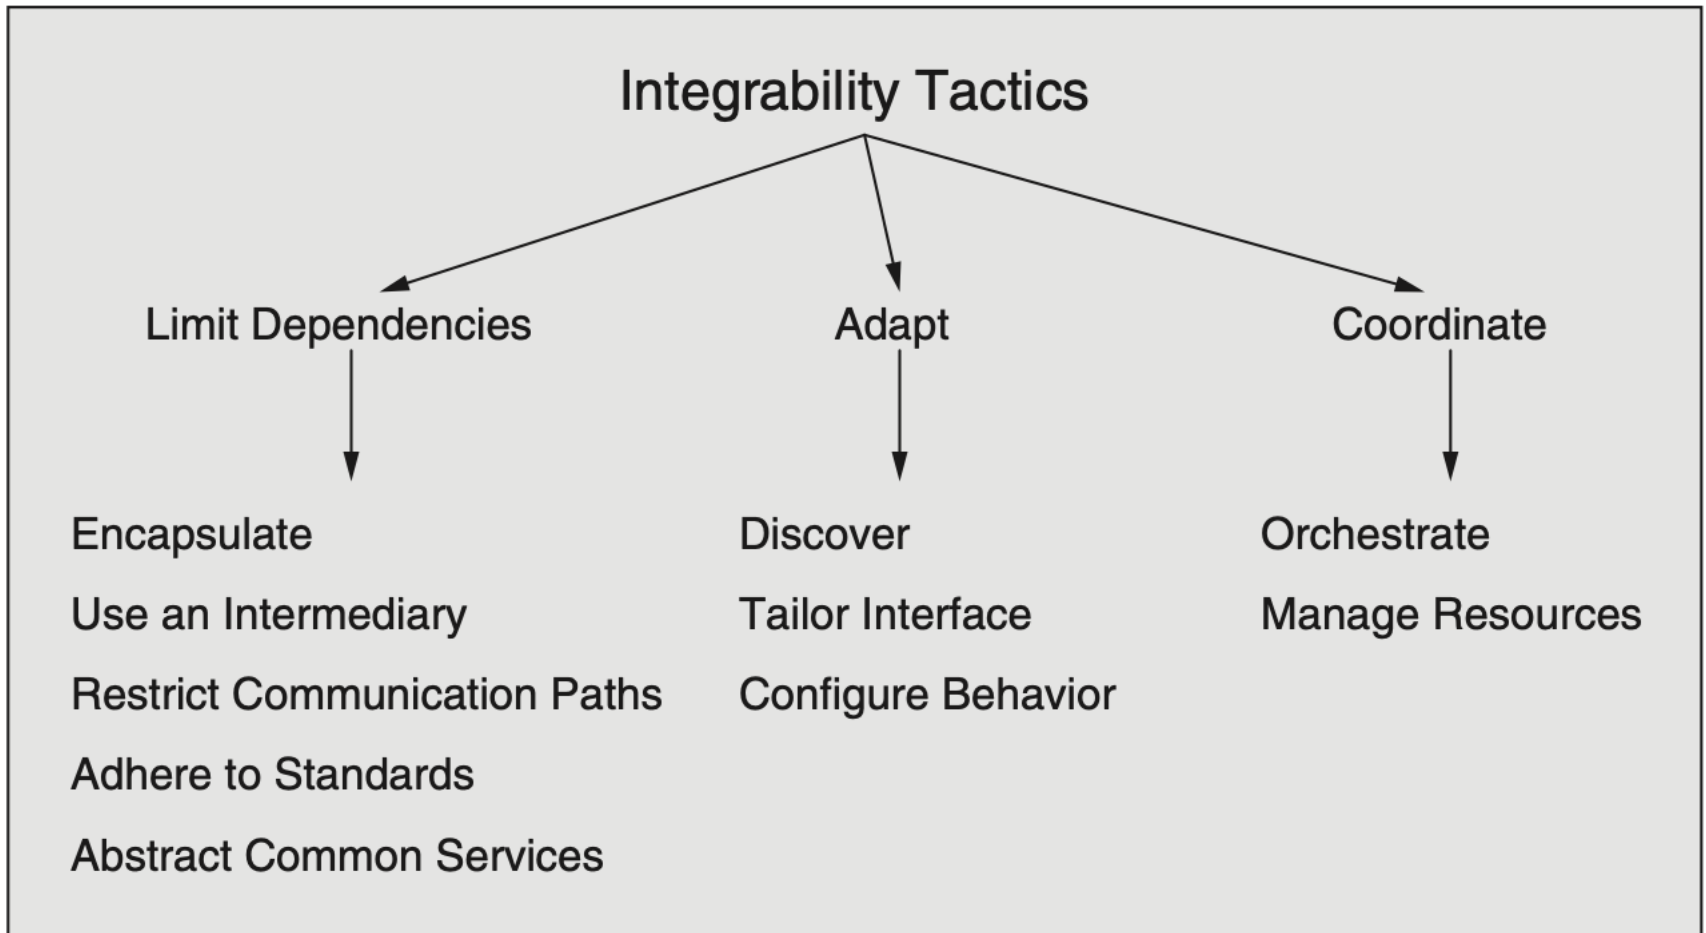 Integrability Tactics
Limit Dependencies
Adapt
Coordinate
Encapsulate
Use an Intermediary
Restrict Communication Paths
Adhere to Standards
Abstract Common Services
Discover
Tailor Interface
Configure Behavior
Orchestrate
Manage Resources